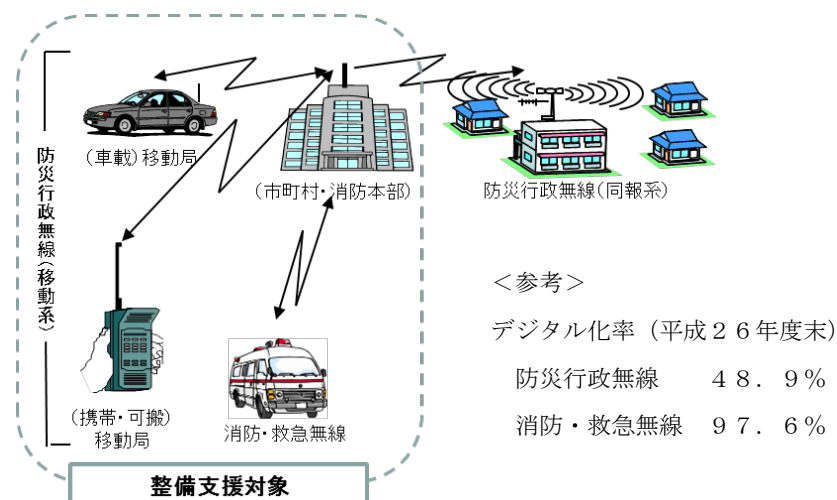 防災行政無線(移動系)
(車載)移動局
(市町村・消防本部)
防災行政無線(同報系)
(携帯・可搬)
移動局
消防・救急無線
整備支援対象
＜参考＞
デジタル化率（平成２６年度末）
防災行政無線　　４８．９％
消防・救急無線　９７．６％